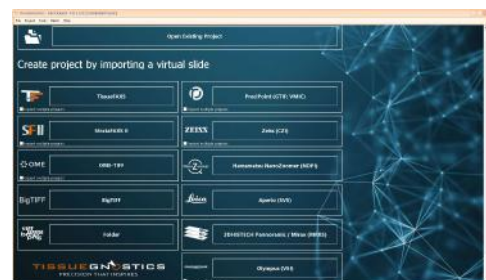 Open Existing Project
Create project by importing a virtual slide
TissueFAXS
SFII
StrataFAXS II
OME
OME-TIFF
BigTIFF
BigTIFF
Folder
TISSUEGNOSTICS
PRECISION THAT INSPIRES
PreciPoint (GTIF; VMIC)
ZEISS
Zeiss (CZI)
Hamamatsu NanoZoomer (NDPI)
Leica
Aperio (SVS)
3DHISTECH Pannoramic / Mirax (MRXS)
Olympus (VSI)